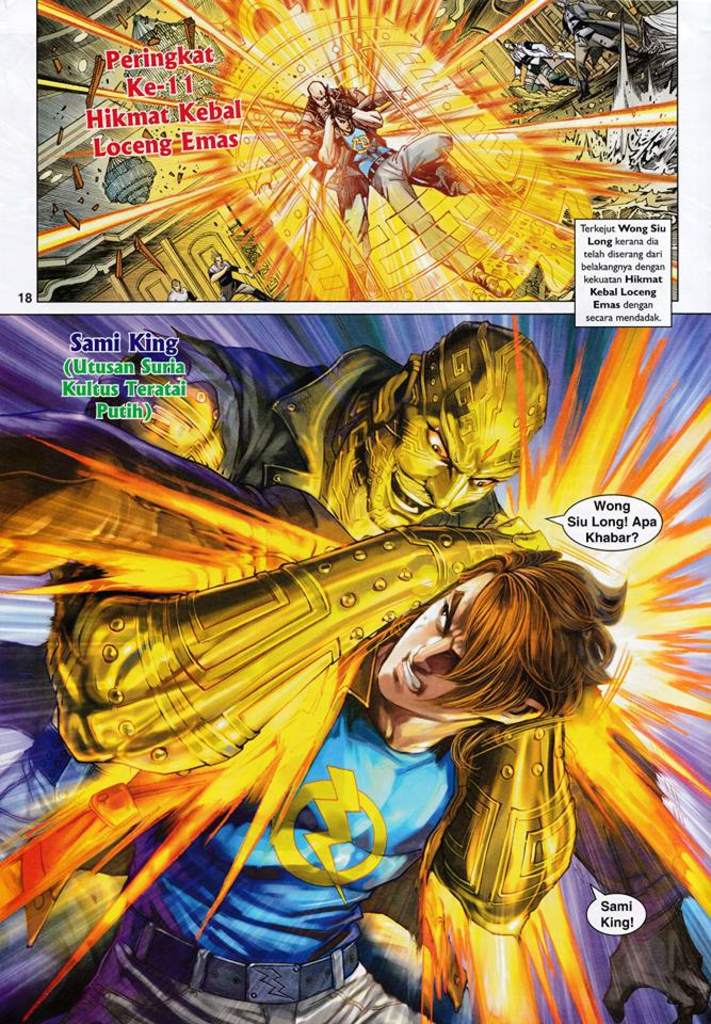 Peringkat
Ke-11
Hikmat Kebal
Loceng Emas
Terkejut Wong Siu
Long kerana dia
telah diserang dari
belakangnya dengan
kekuatan Hikmat
Kebal Loceng
Emas dengan
secara mendadak.
18
Sami King
(Utusan Suria
Kultus Teratai
Putih)
Wong
Siu Long! Apa
Khabar?
Sami
King!